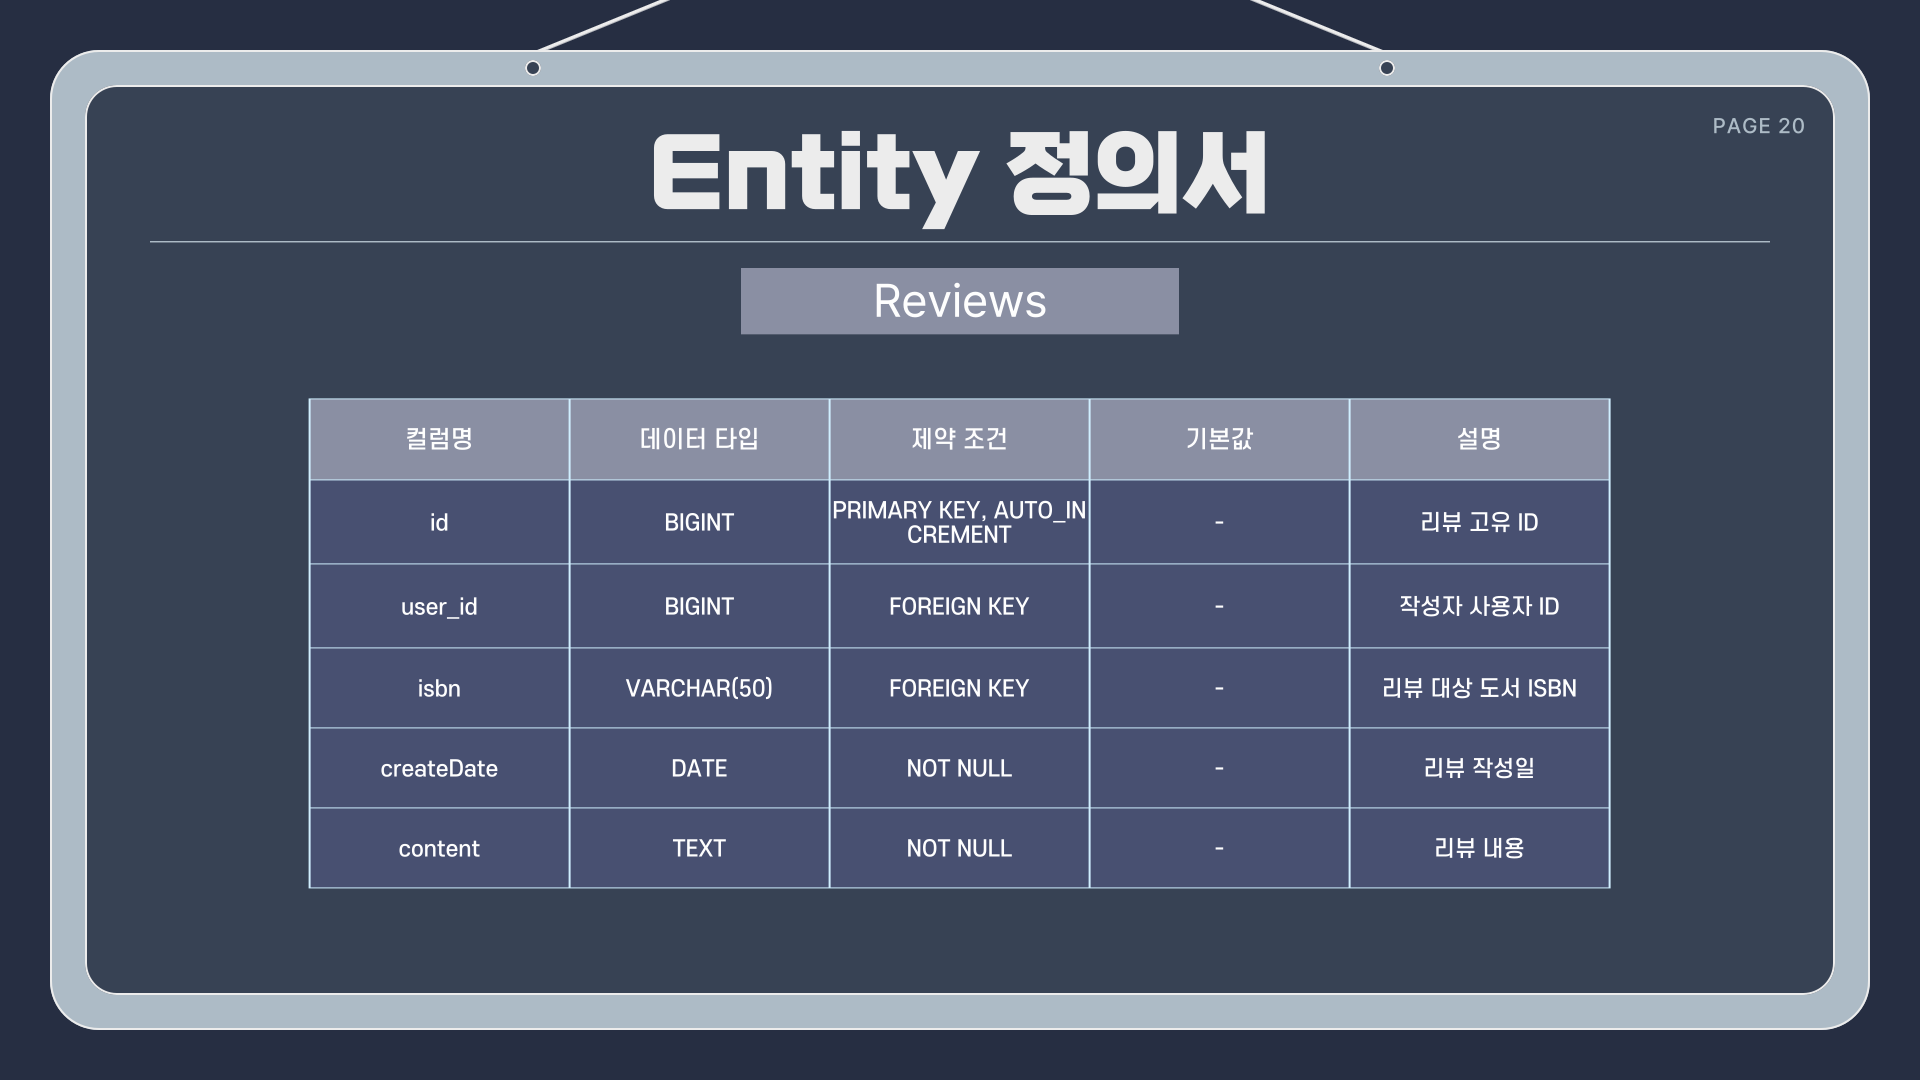 PAGE 20
Entity 정의서
Reviews
컬럼명 데이터 타입 제약 조건 기본값 설명
id BIGINT PRIMARY KEY, AUTO_IN
CREMENT - 리뷰 고유 ID
user_id BIGINT FOREIGN KEY - 작성자 사용자 ID
isbn VARCHAR(50) FOREIGN KEY - 리뷰 대상 도서 ISBN
createDate DATE NOT NULL - 리뷰 작성일
content TEXT NOT NULL - 리뷰 내용